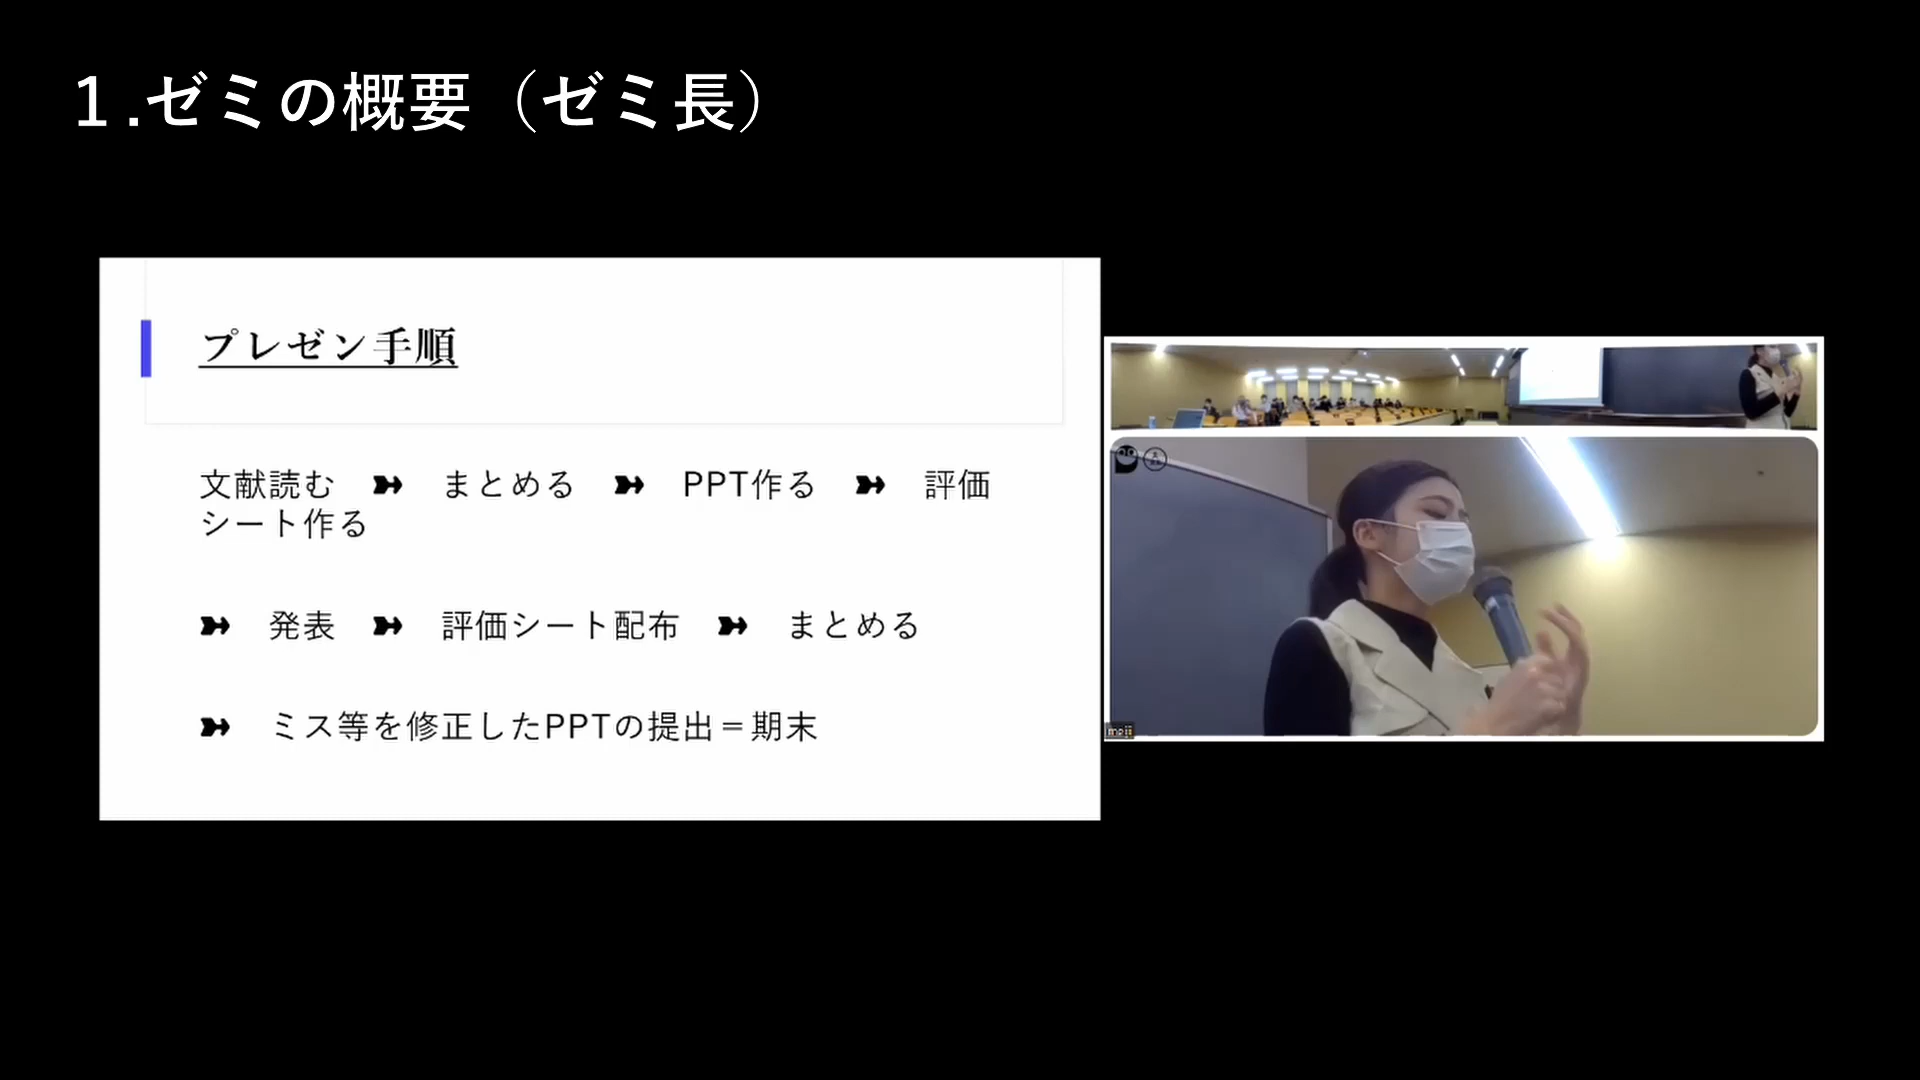 1.ゼミの概要（ゼミ長）
プレゼン手順
文献読む ➽ まとめる ➽ PPT作る ➽ 評価
シート作る
➽ 発表 ➽ 評価シート配布 ➽ まとめる
➽ ミス等を修正したPPTの提出＝期末
meiji